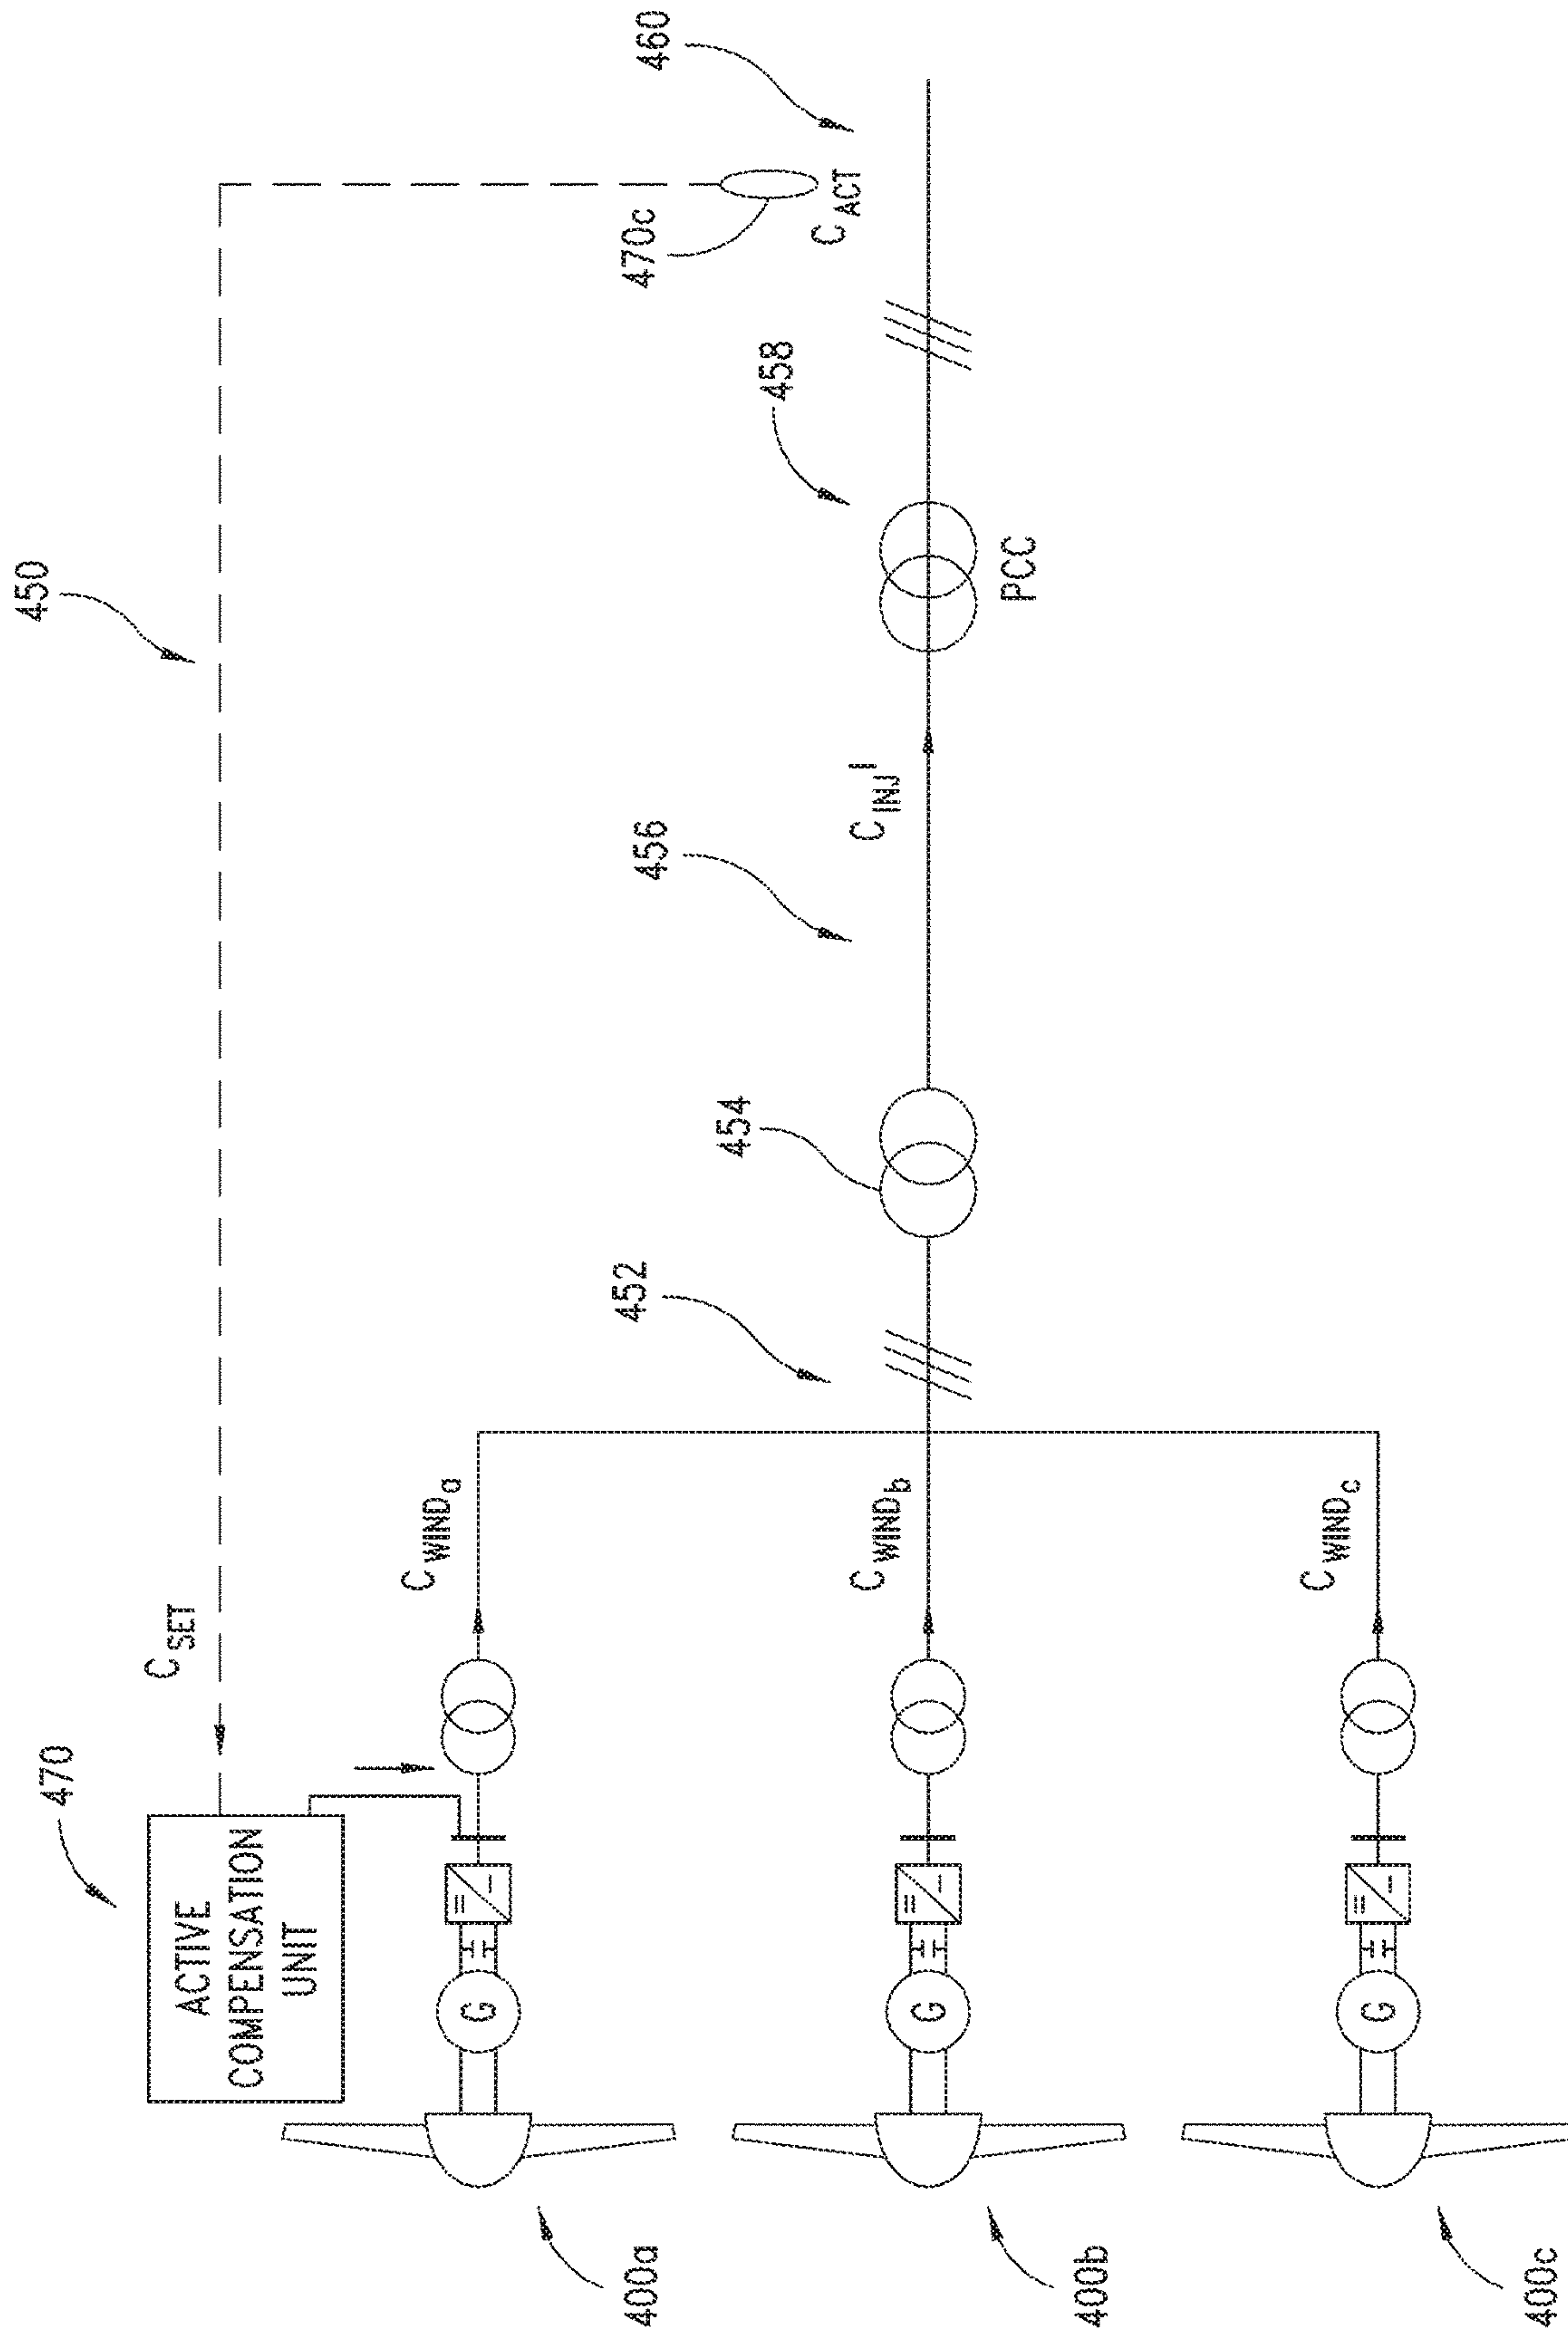 450
460
470
C SET
470c
C ACT
ACTIVE
COMPENSATION
UNIT
458
456
454
452
C WIND a
G
= ~
400a
C INJ I
PCC
C WIND b
G
= ~
400b
C WIND c
G
= ~
400c